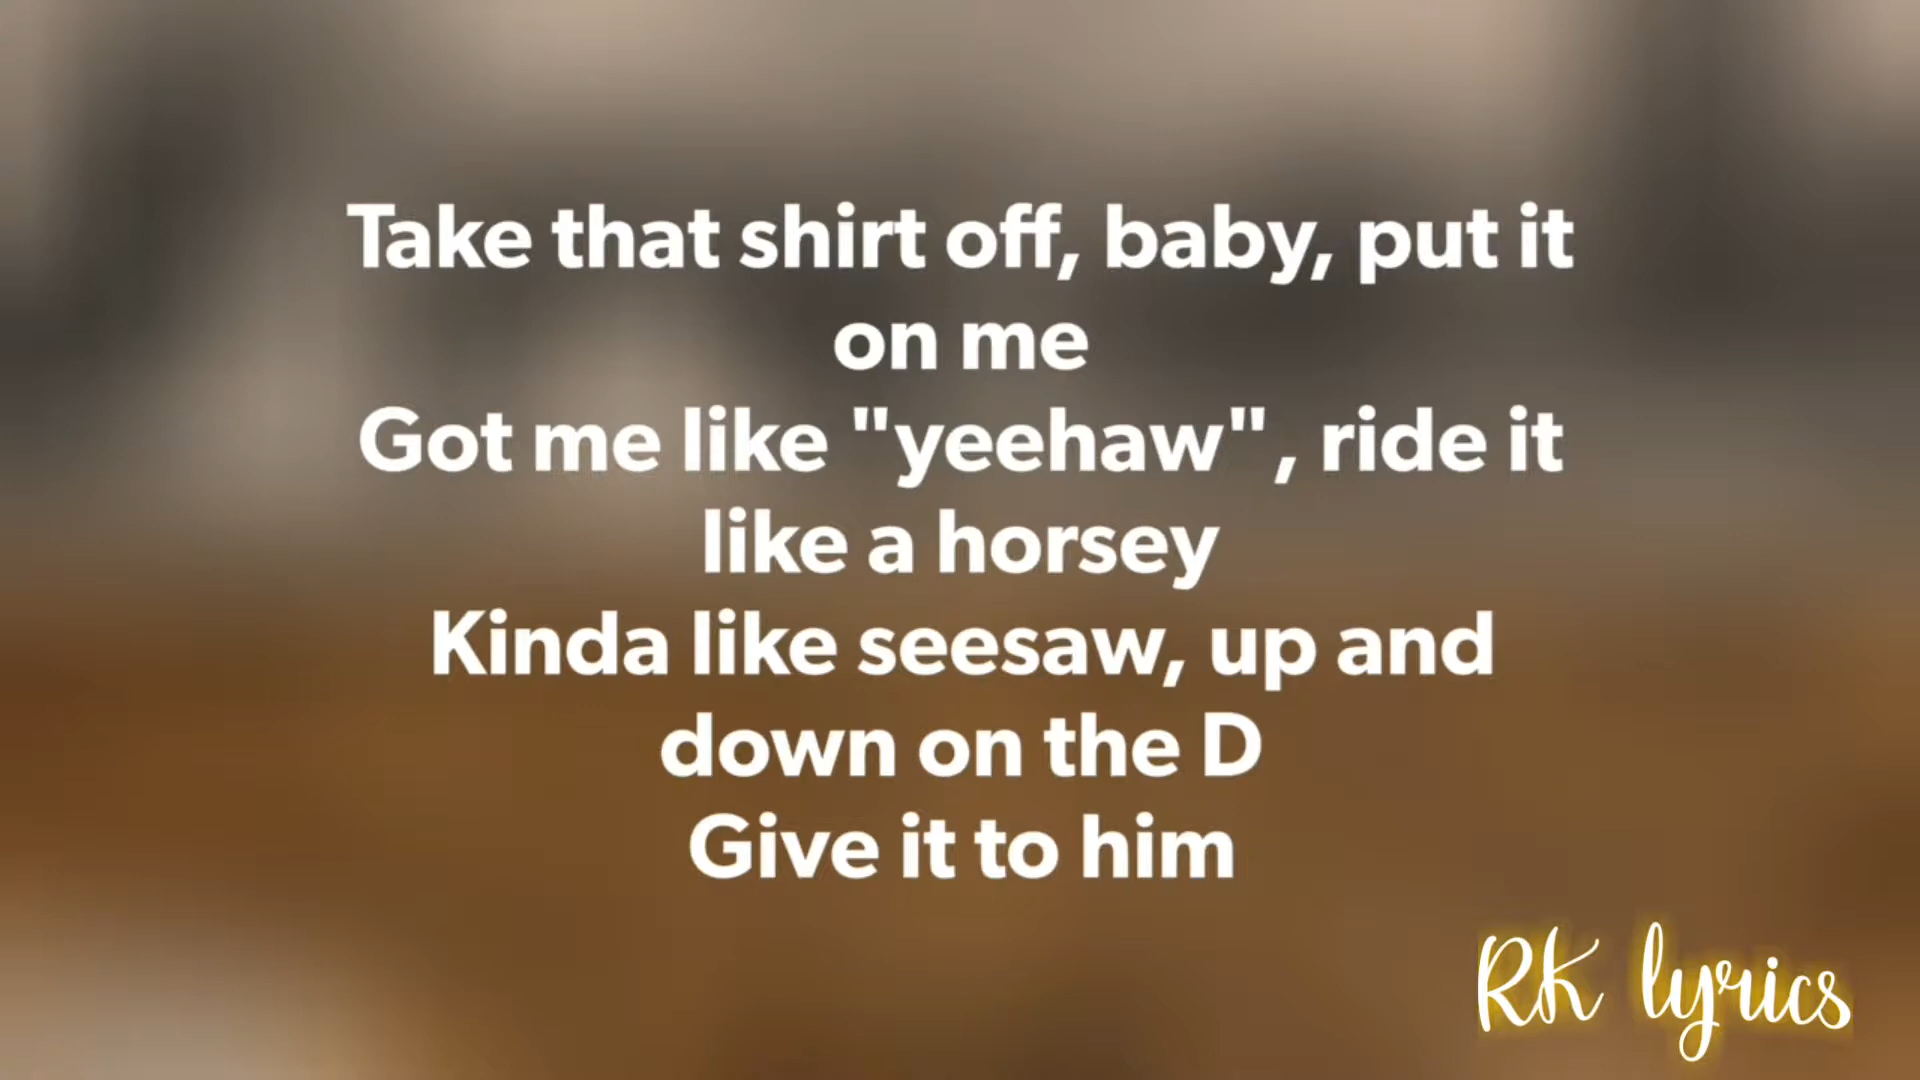 Take that shirt off, baby, put it
on me
Got me like "yeehaw", ride it
like a horsey
Kinda like seesaw, up and
down on the D
Give it to him
RK lyrics